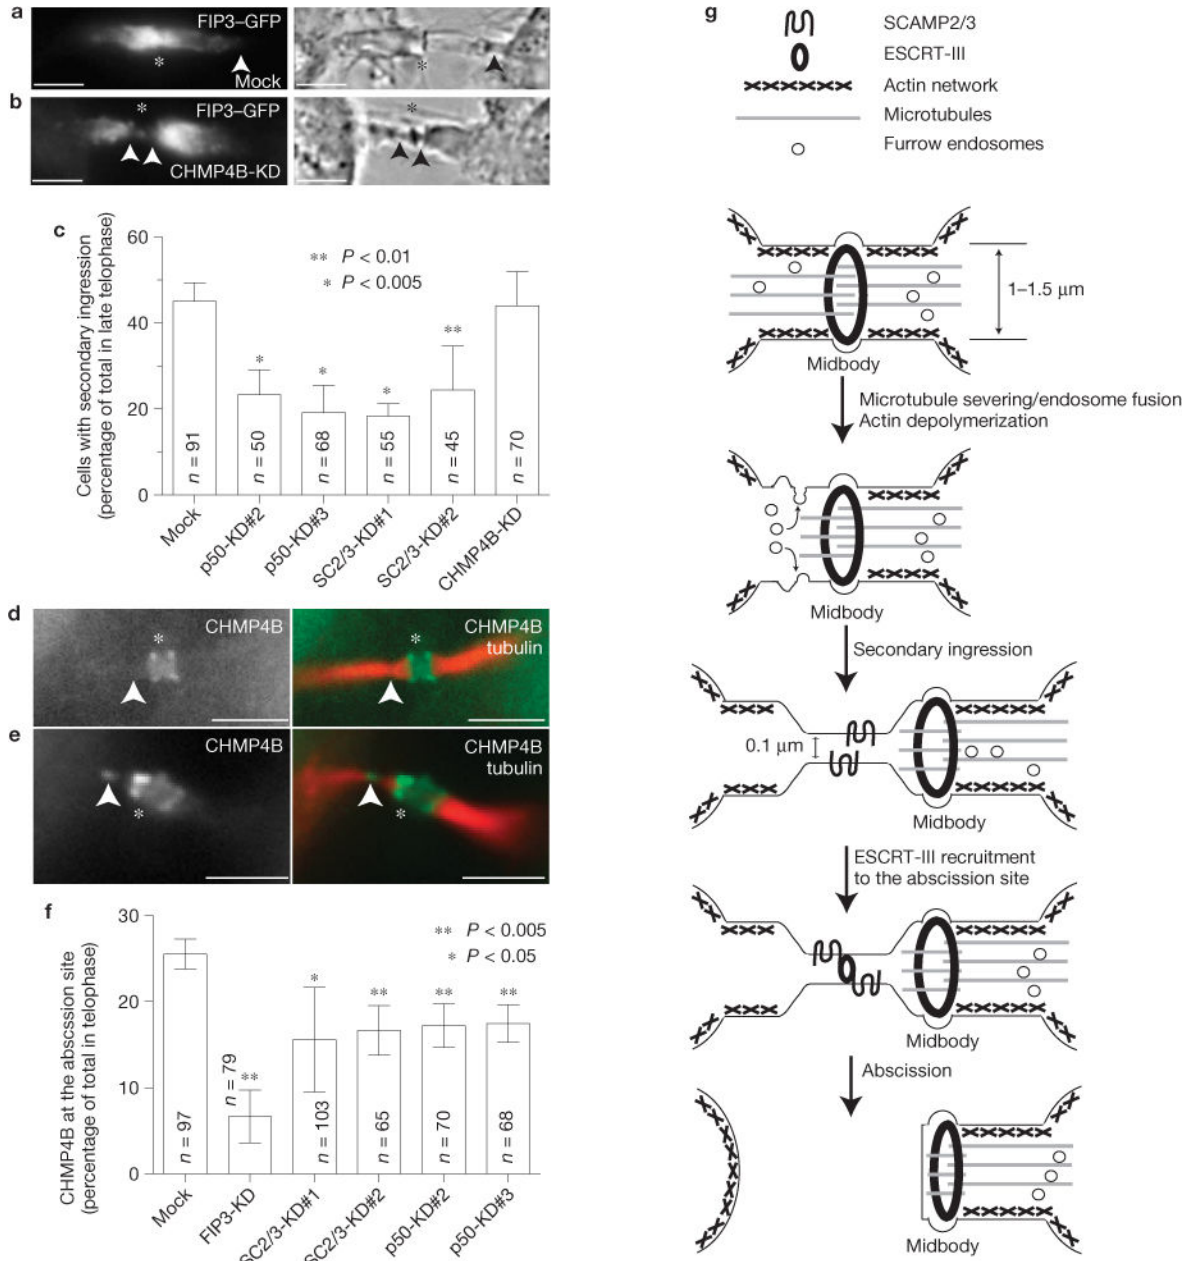 a
FIP3–GFP
*
Mock
*
b
*
FIP3–GFP
CHMP4B-KD
*
c
Cells with secondary ingression
(percentage of total in late telophase)
60
40
20
0
** P < 0.01
* P < 0.005
*
*
*
**
n = 91
n = 50
n = 68
n = 55
n = 45
n = 70
Mock
p50-KD#2
p50-KD#3
SC2/3-KD#1
SC2/3-KD#2
CHMP4B-KD
d
CHMP4B
*
CHMP4B
tubulin
*
e
CHMP4B
*
CHMP4B
tubulin
*
f
CHMP4B at the abscssion site
(percentage of total in telophase)
30
20
10
0
** P < 0.005
* P < 0.05
**
*
**
**
**
n = 97
n = 79
n = 103
n = 65
n = 70
n = 68
Mock
FIP3-KD
SC2/3-KD#1
SC2/3-KD#2
p50-KD#2
p50-KD#3
g
SCAMP2/3
ESCRT-III
Actin network
Microtubules
Furrow endosomes
1–1.5 µm
Midbody
Microtubule severing/endosome fusion
Actin depolymerization
Midbody
Secondary ingression
0.1 µm
Midbody
ESCRT-III recruitment
to the abscission site
Midbody
Abscission
Midbody